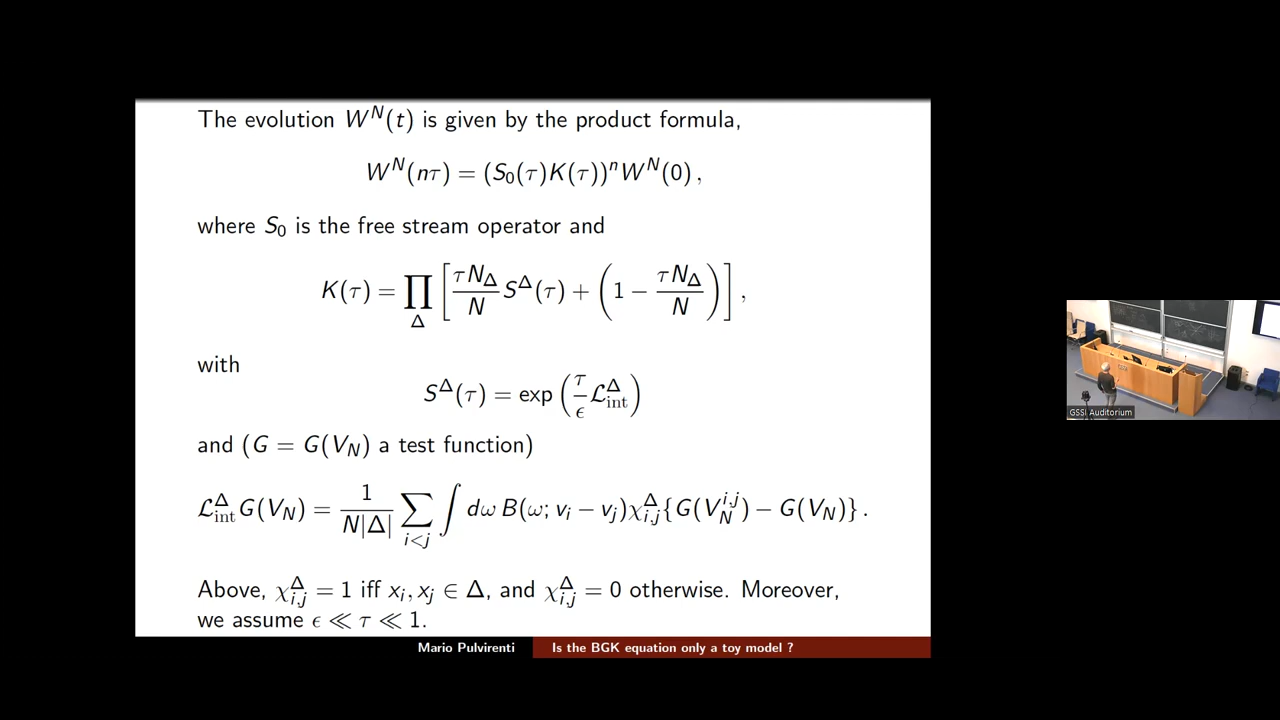 The evolution W^N(t) is given by the product formula,
W^N(nτ) = (S_0(τ)K(τ))^n W^N(0) ,
where S_0 is the free stream operator and
K(τ) = ∏_Δ [ τN_Δ/N S^Δ(τ) + (1 − τN_Δ/N) ] ,
with
S^Δ(τ) = exp (τ/ϵ ℒ^Δ_int)
and (G = G(V_N) a test function)
ℒ^Δ_int G(V_N) = 1/(N|Δ|) ∑_{i<j} ∫ dω B(ω; v_i − v_j)χ^Δ_{i,j}{G(V_N^{i,j}) − G(V_N)} .
Above, χ^Δ_{i,j} = 1 iff x_i, x_j ∈ Δ, and χ^Δ_{i,j} = 0 otherwise. Moreover,
we assume ϵ ≪ τ ≪ 1.
Mario Pulvirenti Is the BGK equation only a toy model ?
GSSI Auditorium